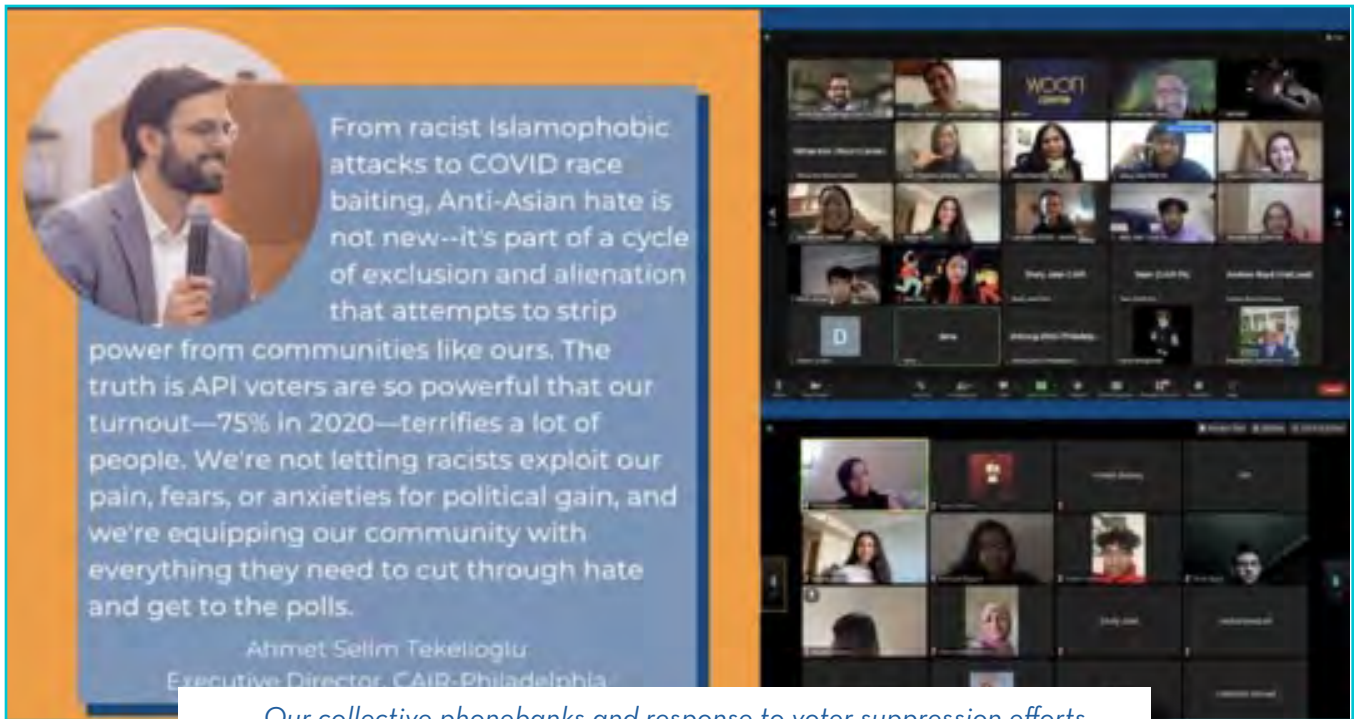 From racist Islamophobic
attacks to COVID race
baiting, Anti-Asian hate is
not new--it's part of a cycle
of exclusion and alienation
that attempts to strip
power from communities like ours. The
truth is API voters are so powerful that our
turnout—75% in 2020—terrifies a lot of
people. We're not letting racists exploit our
pain, fears, or anxieties for political gain, and
we're equipping our community with
everything they need to cut through hate
and get to the polls.
Ahmet Selim Tekelioglu
Executive Director, CAIR-Philadelphia
WOORI
CENTER
D
Our collective phonebanks and response to voter suppression efforts